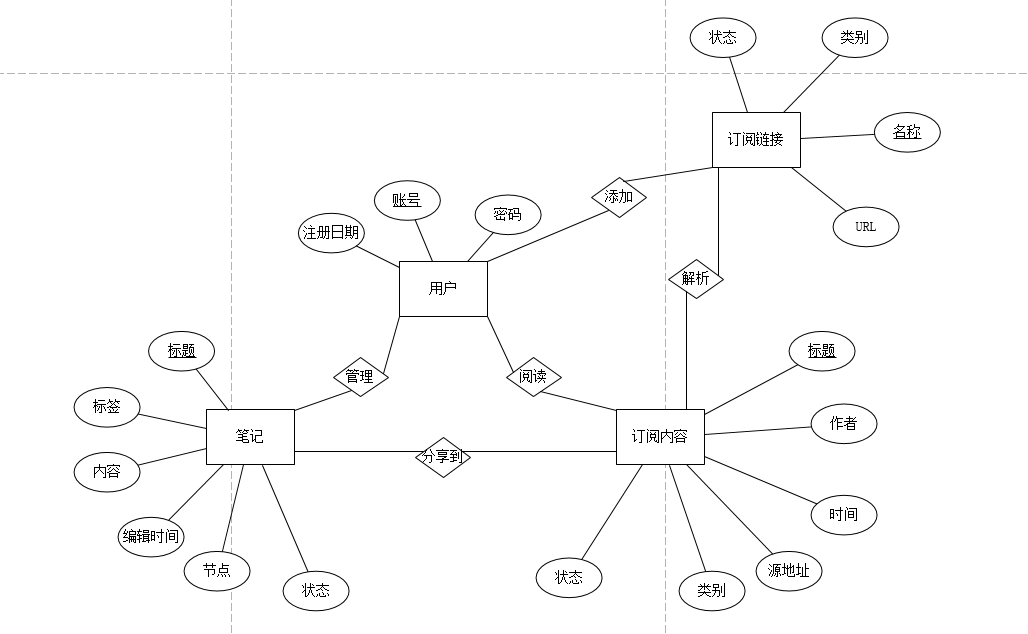 状态
类别
订阅链接
名称
添加
账号
密码
注册日期
URL
解析
用户
标题
管理
阅读
标题
标签
笔记
订阅内容
作者
分享到
内容
时间
编辑时间
节点
状态
状态
类别
源地址